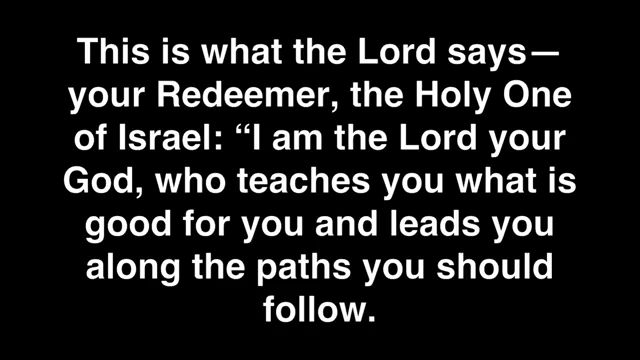 This is what the Lord says—
your Redeemer, the Holy One
of Israel: “I am the Lord your
God, who teaches you what is
good for you and leads you
along the paths you should
follow.